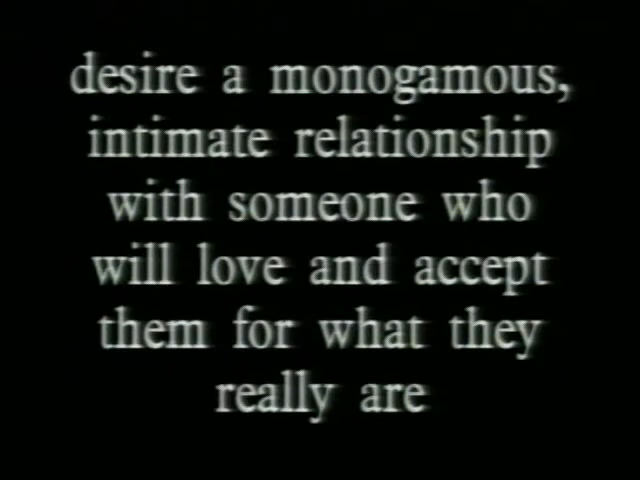 desire a monogamous,
intimate relationship
with someone who
will love and accept
them for what they
really are